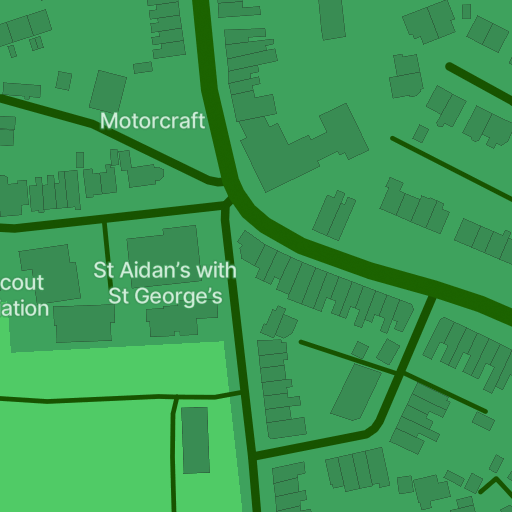 Motorcraft
cout
ation
St Aidan’s with
St George’s